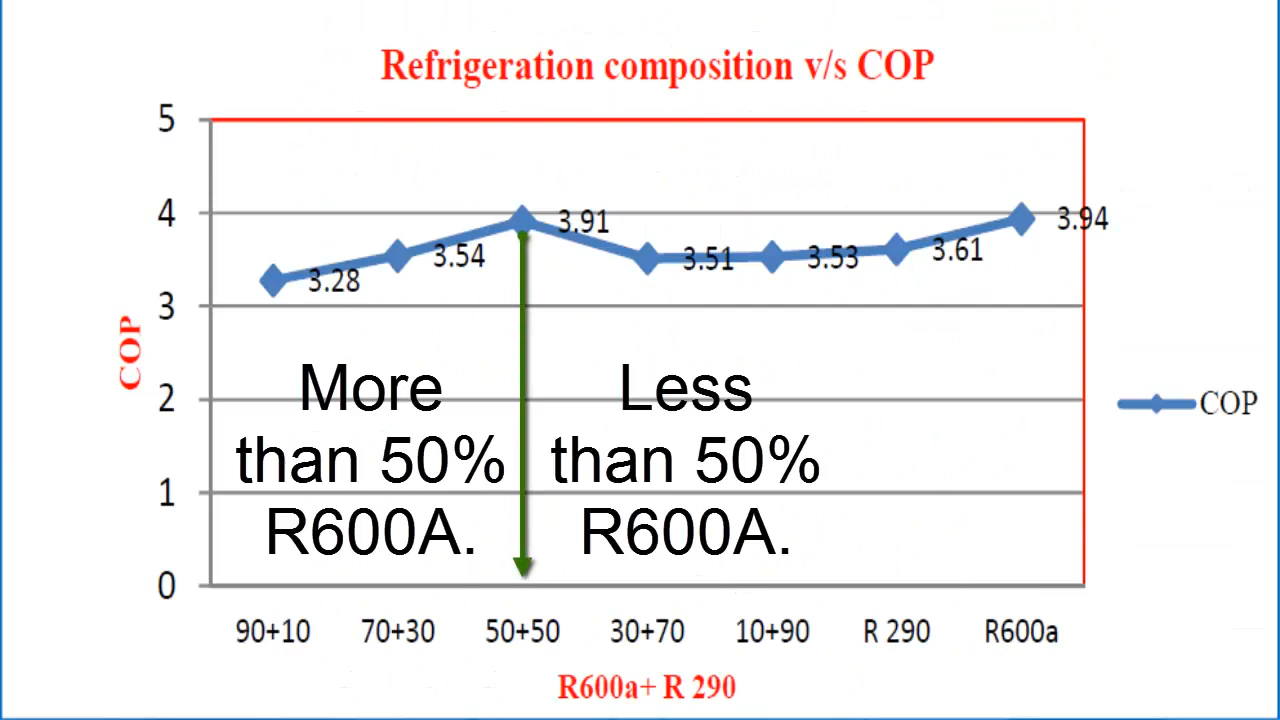 Refrigeration composition v/s COP
5
4
3
2
1
0
COP
3.28
3.54
3.91
3.51
3.53
3.61
3.94
More
than 50%
R600A.
Less
than 50%
R600A.
COP
90+10 70+30 50+50 30+70 10+90 R 290 R600a
R600a+ R 290